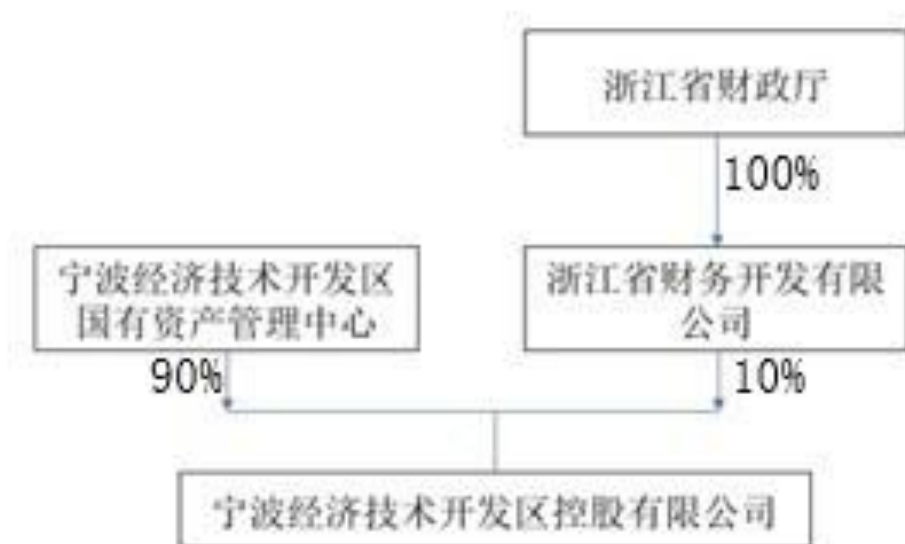 浙江省财政厅
100%
宁波经济技术开发区
国有资产管理中心
浙江省财务开发有限
公司
90%
10%
宁波经济技术开发区控股有限公司